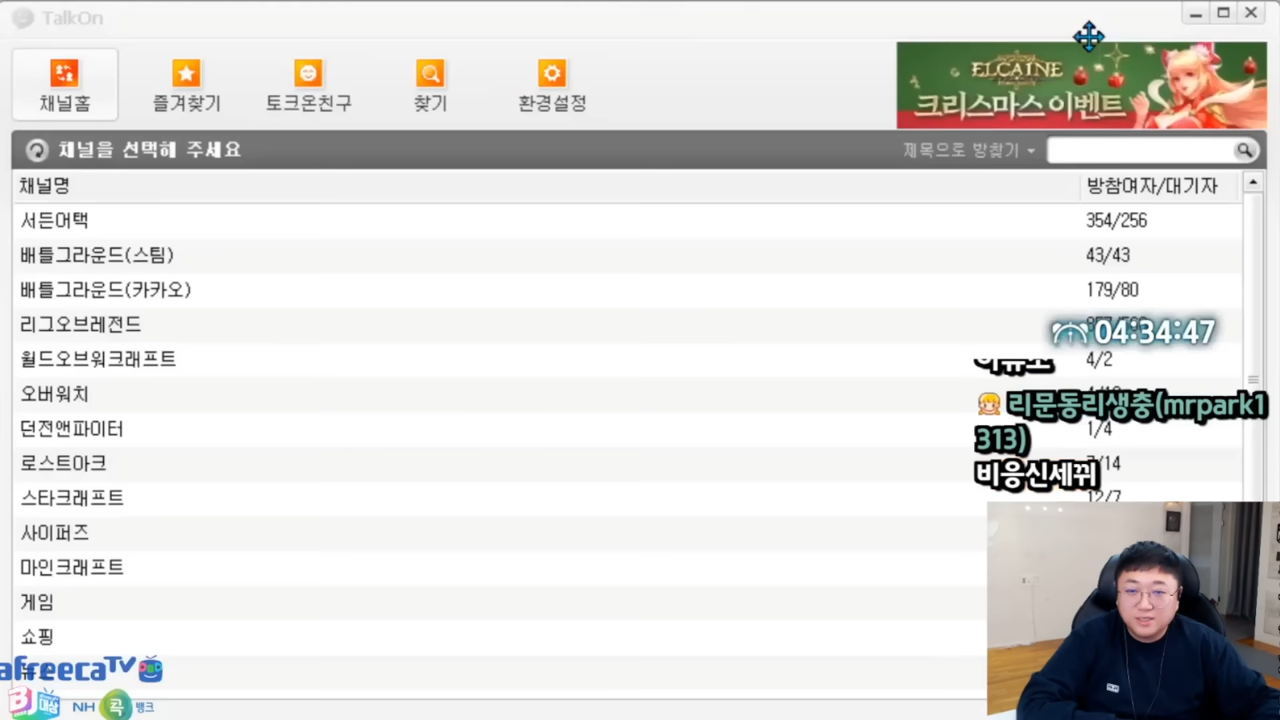 TalkOn
채널홈
즐겨찾기
토크온친구
찾기
환경설정
ELCAINE
크리스마스 이벤트
채널을 선택해 주세요
제목으로 방찾기
채널명
방참여자/대기자
서든어택
354/256
배틀그라운드(스팀)
43/43
배틀그라운드(카카오)
179/80
리그오브레전드
04:34:47
월드오브워크래프트
4/2
오버워치
리문동리생충(mrpark1
313)
던전앤파이터
1/4
로스트아크
/14
비응신세뀌
스타크래프트
12/7
사이퍼즈
마인크래프트
게임
쇼핑
afreecaTV
NH 콕 뱅크